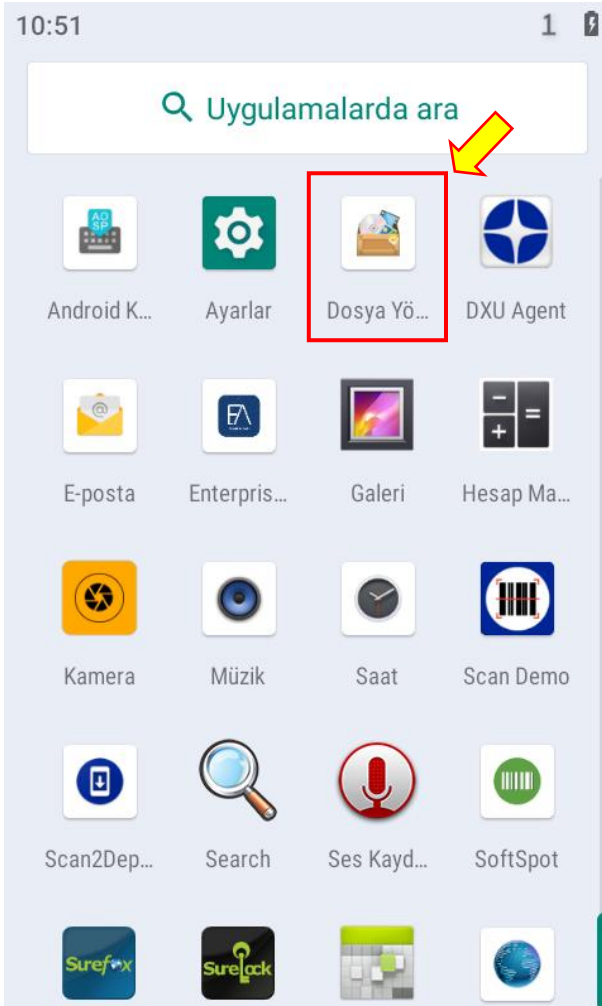 10:51
1
Uygulamalarda ara
Android K...
Ayarlar
Dosya Yö...
DXU Agent
E-posta
Enterpris...
Galeri
Hesap Ma...
Kamera
Müzik
Saat
Scan Demo
Scan2Dep...
Search
Ses Kayd...
SoftSpot
Surefox
SureLock